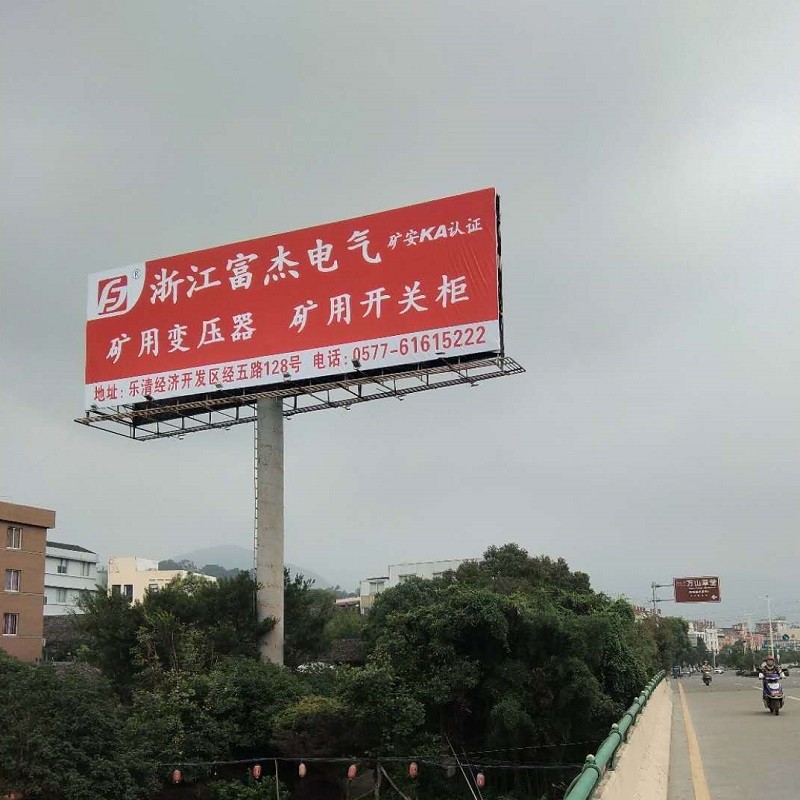 浙江富杰电气 矿安KA认证
矿用变压器 矿用开关柜
地址：乐清经济开发区经五路128号 电话：0577-61615222
®
万山草堂